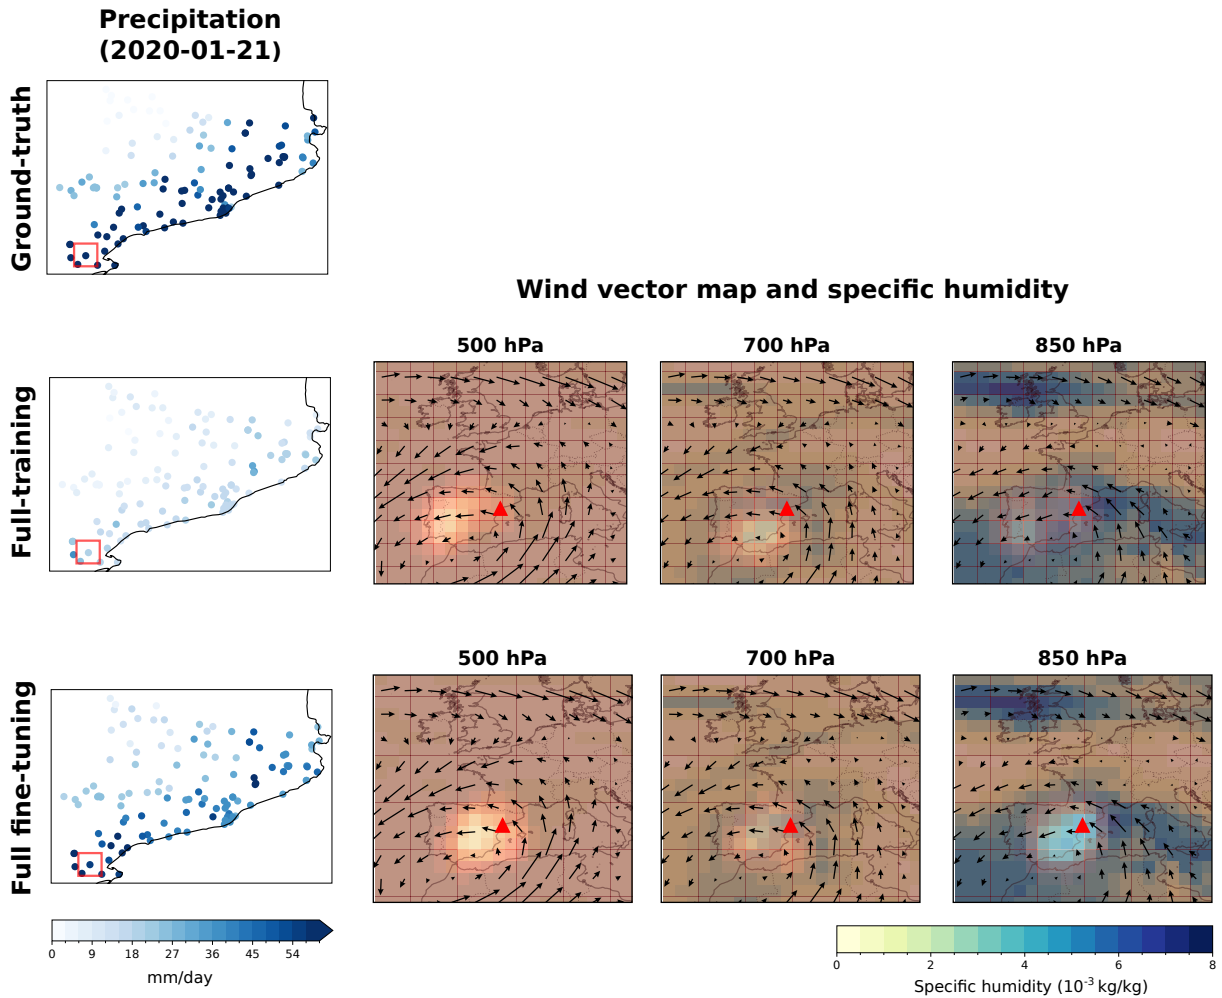 Precipitation
(2020-01-21)
Ground-truth
Wind vector map and specific humidity
Full-training
500 hPa
700 hPa
850 hPa
Full fine-tuning
500 hPa
700 hPa
850 hPa
0 9 18 27 36 45 54
mm/day
0 2 4 6 8
Specific humidity (10⁻³ kg/kg)